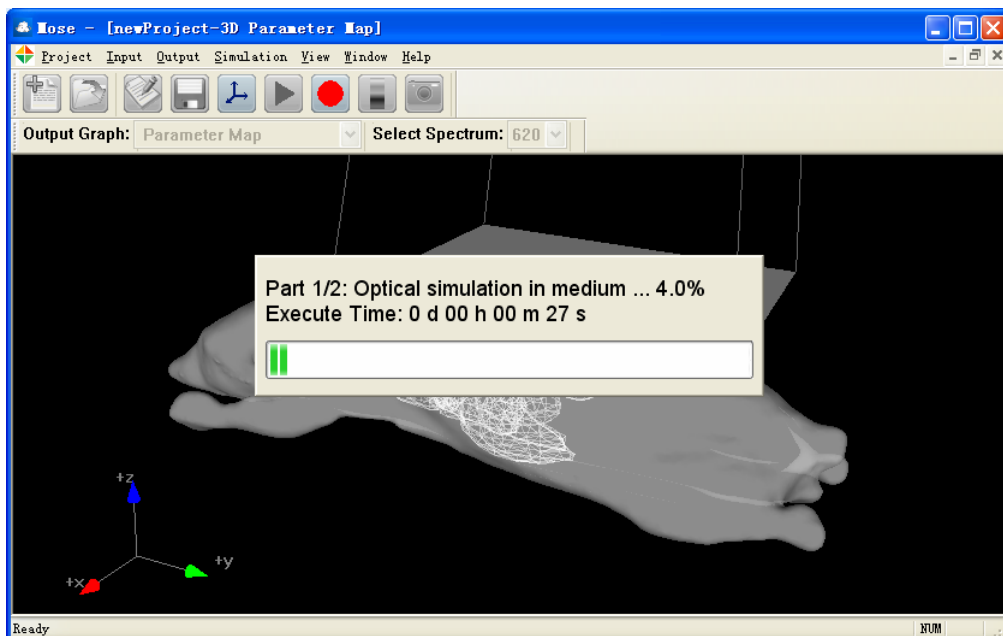 Mose - [newProject-3D Parameter Map]
Project Input Output Simulation View Window Help
Output Graph: Parameter Map Select Spectrum: 620
Part 1/2: Optical simulation in medium ... 4.0%
Execute Time: 0 d 00 h 00 m 27 s
+z
+y
+x
Ready NUM